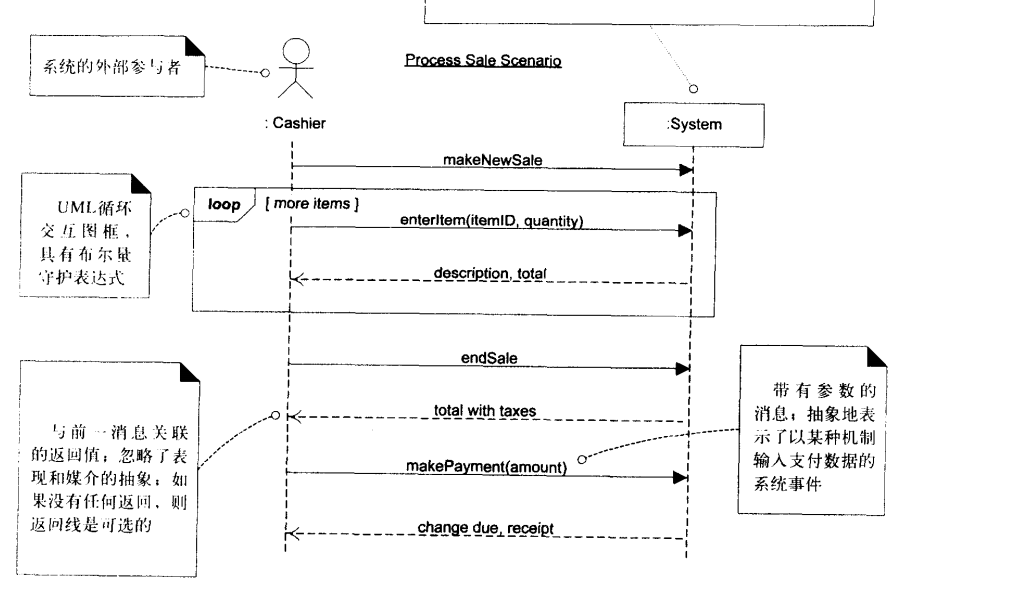 系统的外部参与者
Process Sale Scenario
: Cashier
:System
makeNewSale
UML循环
交互图框，
具有布尔量
守护表达式
loop
[ more items ]
enterItem(itemID, quantity)
description, total
endSale
total with taxes
与前一消息关联
的返回值；忽略了表
现和媒介的抽象；如
果没有任何返回，则
返回线是可选的
带有参数的
消息；抽象地表
示了以某种机制
输入支付数据的
系统事件
makePayment(amount)
change due, receipt